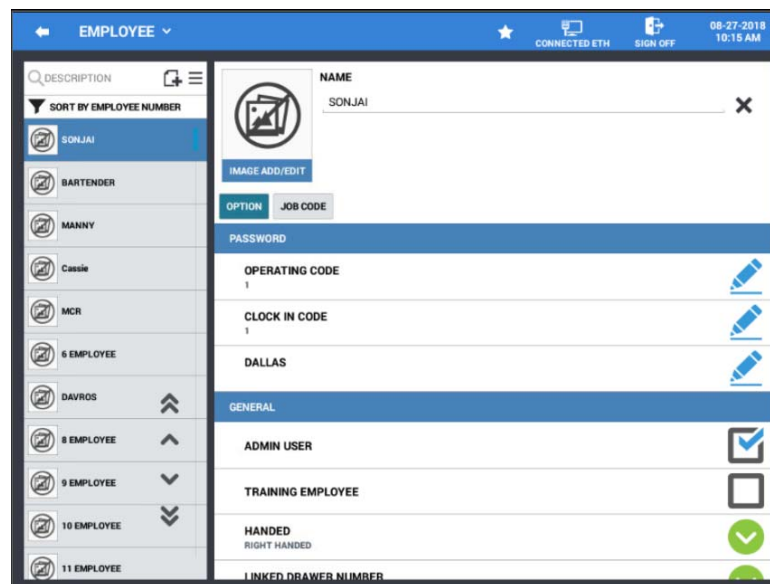 EMPLOYEE
CONNECTED ETH
SIGN OFF
08-27-2018
10:15 AM
DESCRIPTION
SORT BY EMPLOYEE NUMBER
SONJAI
BARTENDER
MANNY
Cassie
MCR
6 EMPLOYEE
DAVROS
8 EMPLOYEE
9 EMPLOYEE
10 EMPLOYEE
11 EMPLOYEE
NAME
SONJAI
IMAGE ADD/EDIT
OPTION JOB CODE
PASSWORD
OPERATING CODE
1
CLOCK IN CODE
1
DALLAS
GENERAL
ADMIN USER
TRAINING EMPLOYEE
HANDED
RIGHT HANDED
LINKED DRAWER NUMBER